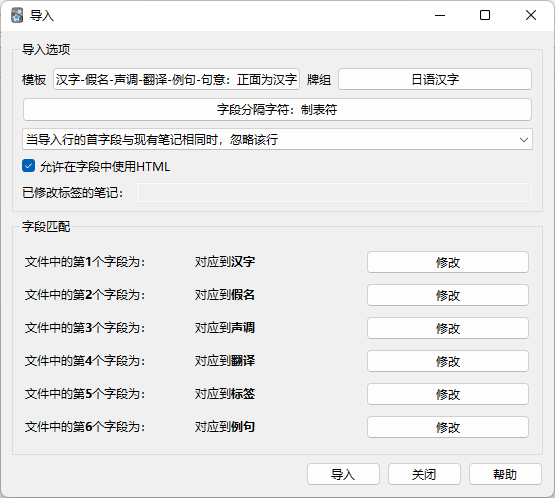 导入
导入选项
模板 汉字-假名-声调-翻译-例句-句意：正面为汉字 牌组 日语汉字
字段分隔字符：制表符
当导入行的首字段与现有笔记相同时，忽略该行
允许在字段中使用HTML
已修改标签的笔记：
字段匹配
文件中的第1个字段为： 对应到汉字 修改
文件中的第2个字段为： 对应到假名 修改
文件中的第3个字段为： 对应到声调 修改
文件中的第4个字段为： 对应到翻译 修改
文件中的第5个字段为： 对应到标签 修改
文件中的第6个字段为： 对应到例句 修改
导入 关闭 帮助